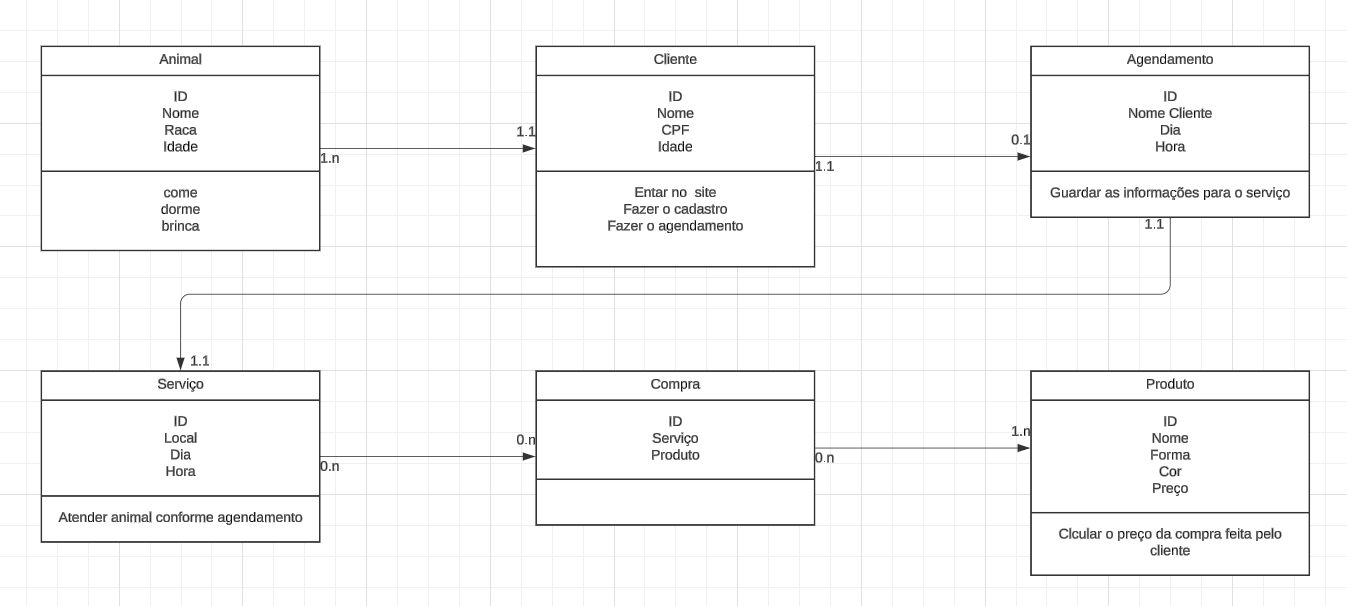 Animal
ID
Nome
Raca
Idade
come
dorme
brinca
1.n
1.1
Cliente
ID
Nome
CPF
Idade
Entar no site
Fazer o cadastro
Fazer o agendamento
1.1
0.1
Agendamento
ID
Nome Cliente
Dia
Hora
Guardar as informações para o serviço
1.1
1.1
Serviço
ID
Local
Dia
Hora
Atender animal conforme agendamento
0.n
0.n
Compra
ID
Serviço
Produto
0.n
1.n
Produto
ID
Nome
Forma
Cor
Preço
Clcular o preço da compra feita pelo
cliente